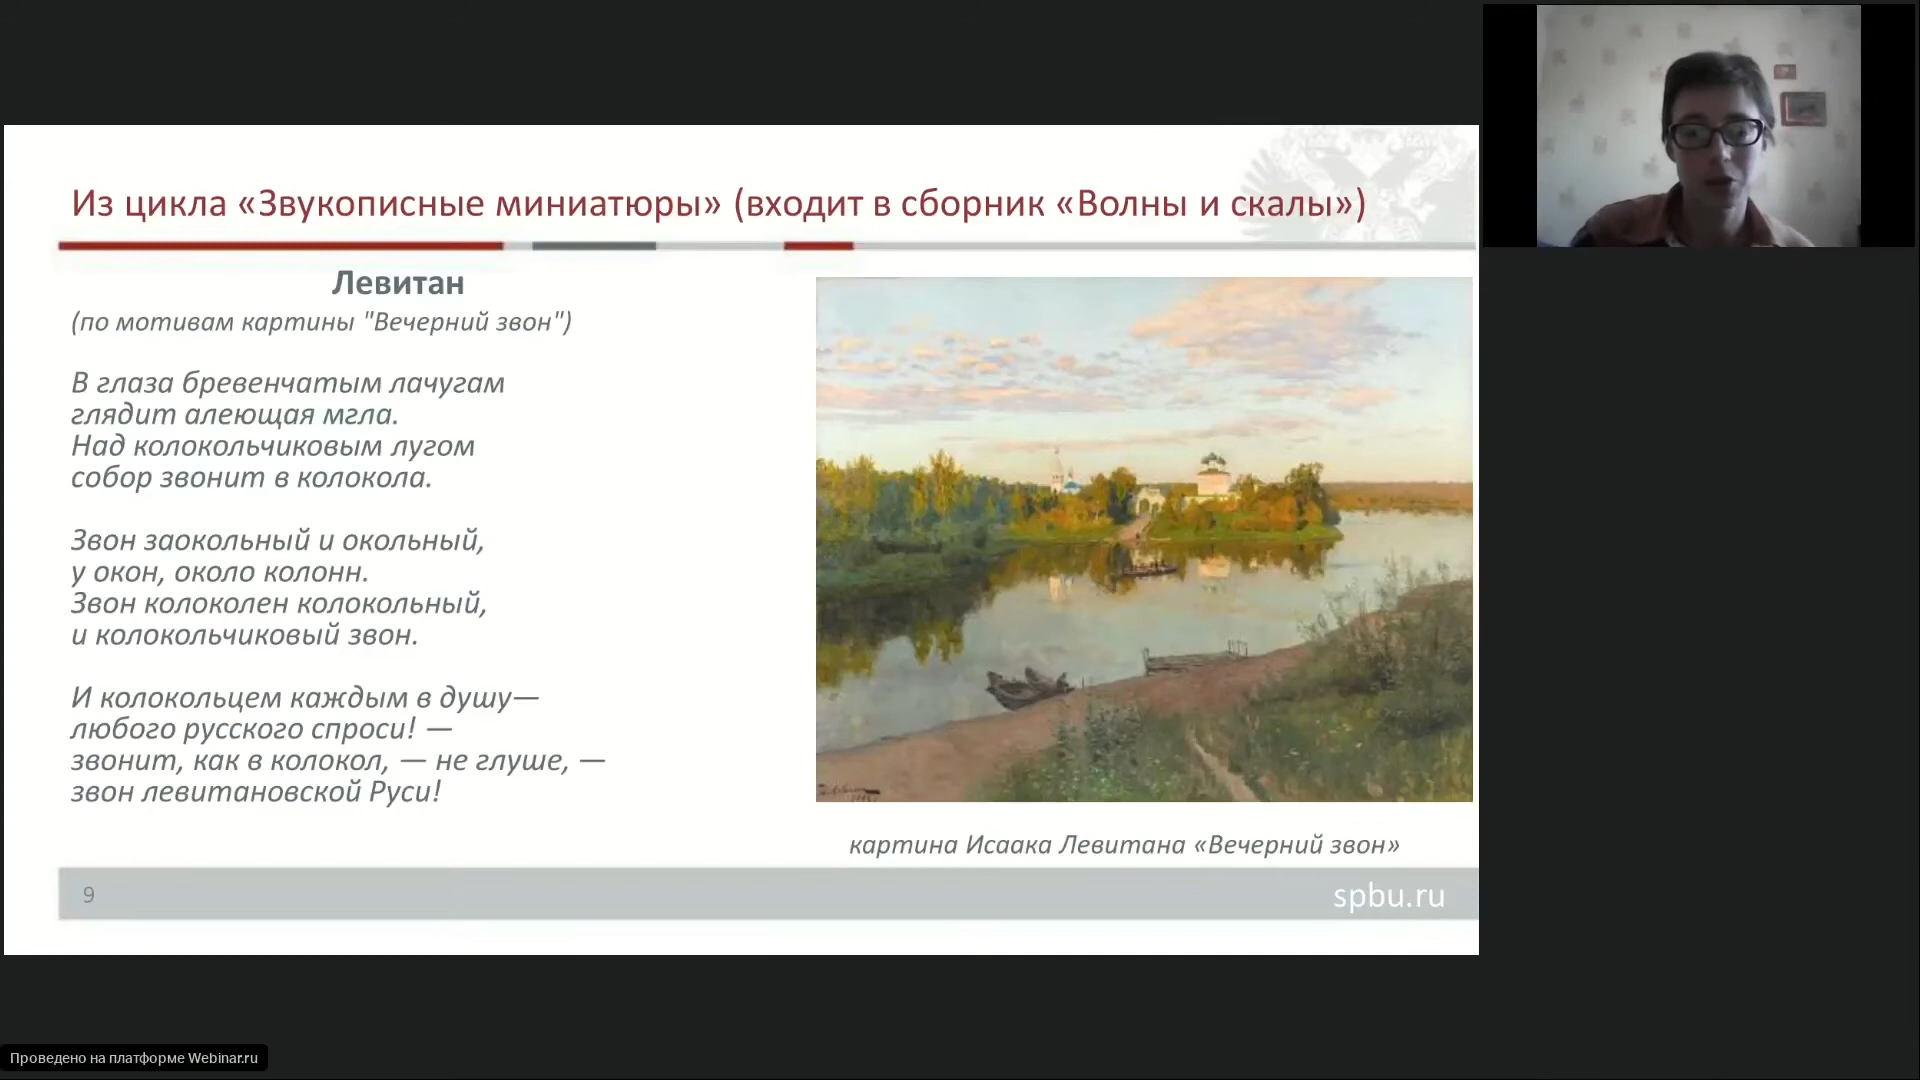 Из цикла «Звукописные миниатюры» (входит в сборник «Волны и скалы»)
Левитан
(по мотивам картины "Вечерний звон")
В глаза бревенчатым лачугам
глядит алеющая мгла.
Над колокольчиковым лугом
собор звонит в колокола.
Звон заокольный и окольный,
у окон, около колонн.
Звон колоколен колокольный,
и колокольчиковый звон.
И колокольцем каждым в душу—
любого русского спроси! —
звонит, как в колокол, — не глуше, —
звон левитановской Руси!
картина Исаака Левитана «Вечерний звон»
9
spbu.ru
Проведено на платформе Webinar.ru